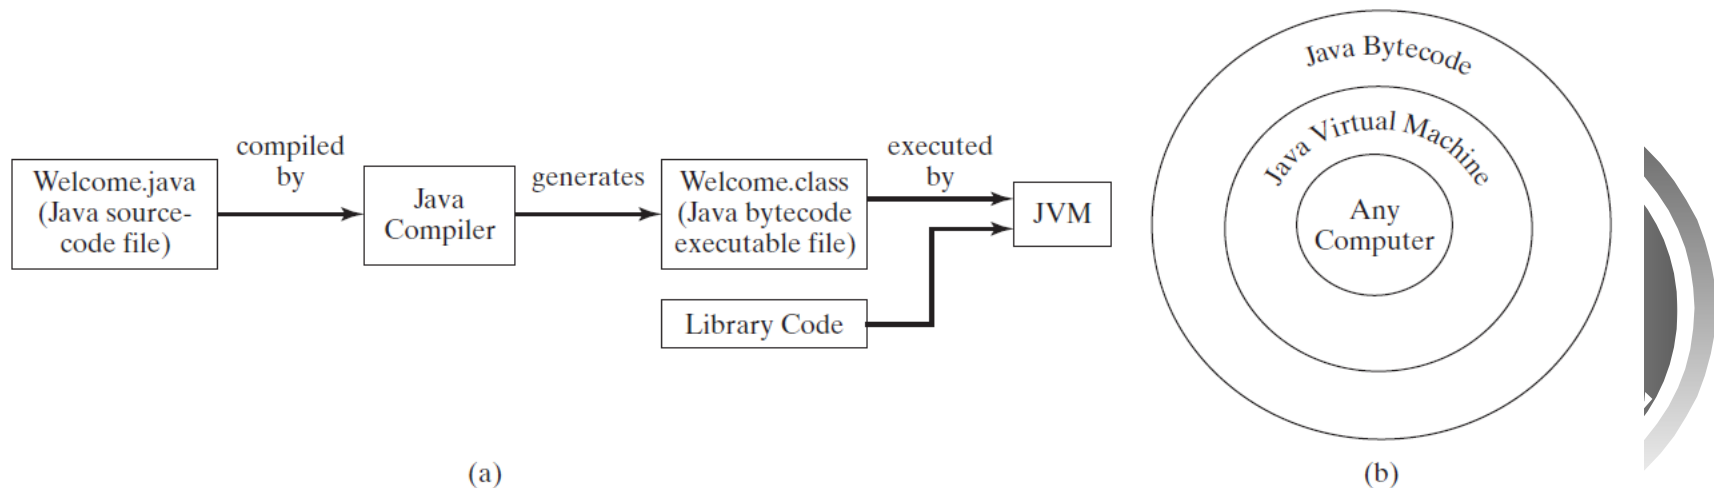 Welcome.java
(Java source-
code file)
compiled
by
Java
Compiler
generates
Welcome.class
(Java bytecode
executable file)
Library Code
executed
by
JVM
(a)
Java Bytecode
Java Virtual Machine
Any
Computer
(b)